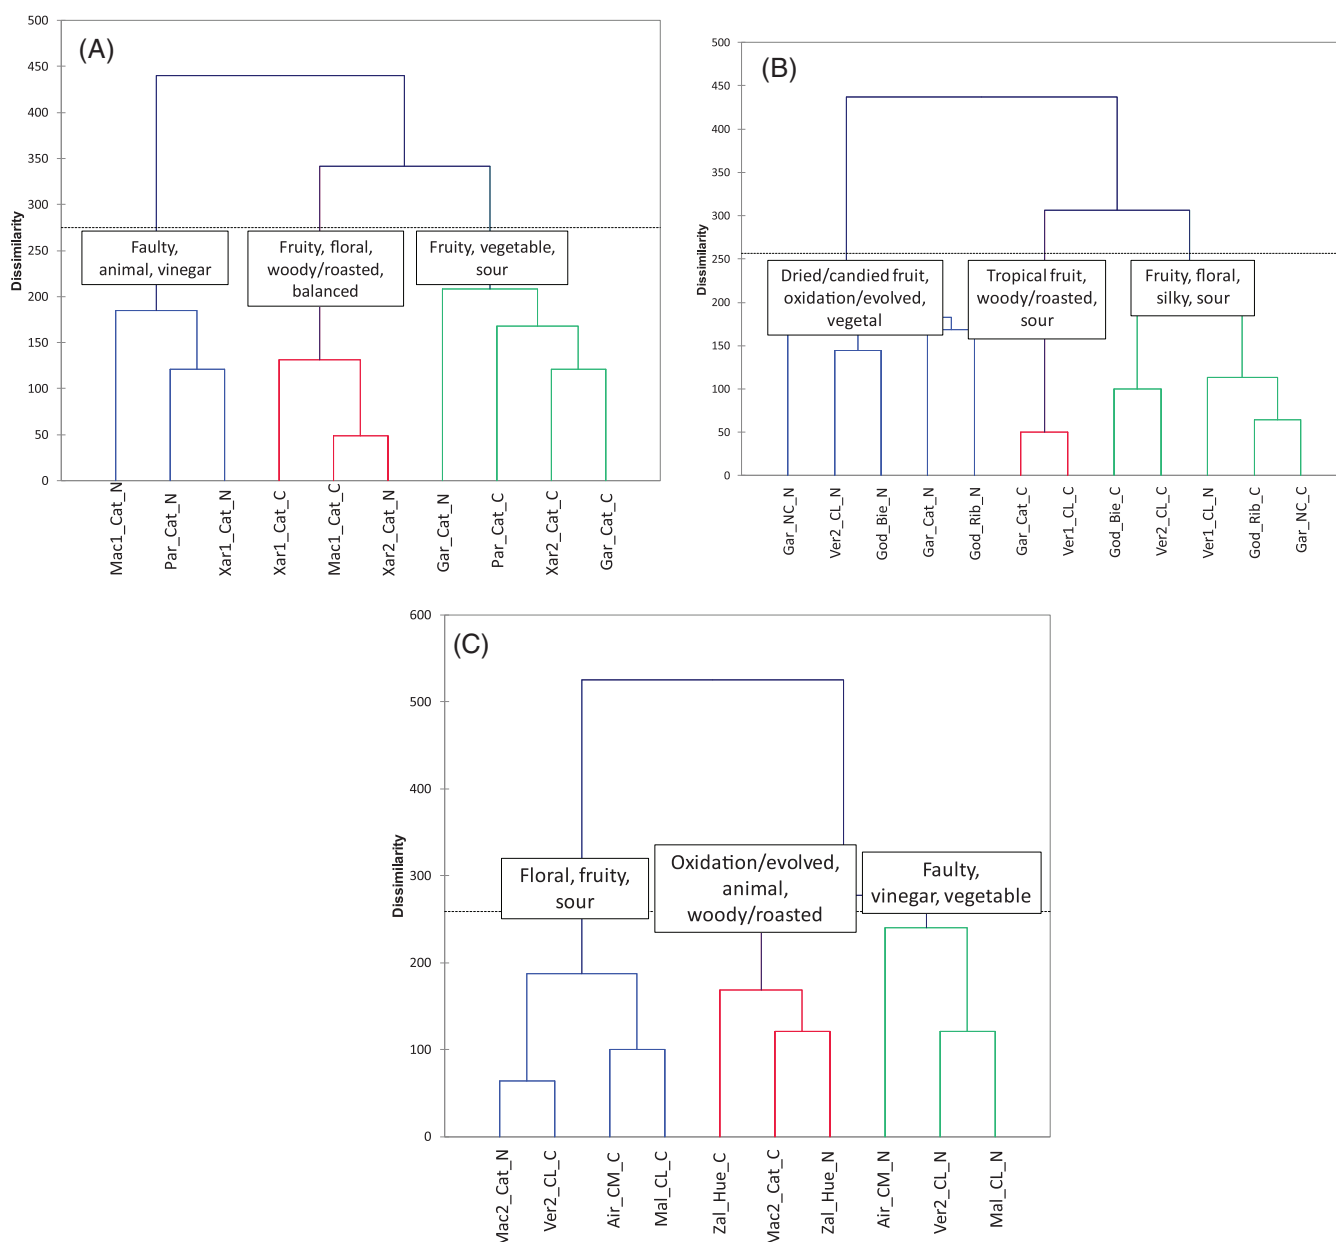 (A)
500
450
400
350
300
250
200
150
100
50
0
Dissimilarity
Faulty,
animal, vinegar
Fruity, floral,
woody/roasted,
balanced
Fruity, vegetable,
sour
Mac1_Cat_N
Par_Cat_N
Xar1_Cat_N
Xar1_Cat_C
Mac1_Cat_C
Xar2_Cat_N
Gar_Cat_N
Par_Cat_C
Xar2_Cat_C
Gar_Cat_C
(B)
500
450
400
350
300
250
200
150
100
50
0
Dissimilarity
Dried/candied fruit,
oxidation/evolved,
vegetal
Tropical fruit,
woody/roasted,
sour
Fruity, floral,
silky, sour
Gar_NC_N
Ver2_CL_N
God_Bie_N
Gar_Cat_N
God_Rib_N
Gar_Cat_C
Ver1_CL_C
God_Bie_C
Ver2_CL_C
Ver1_CL_N
God_Rib_C
Gar_NC_C
(C)
600
500
400
300
200
100
0
Dissimilarity
Floral, fruity,
sour
Oxidation/evolved,
animal,
woody/roasted
Faulty,
vinegar, vegetable
Mac2_Cat_N
Ver2_CL_C
Air_CM_C
Mal_CL_C
Zal_Hue_C
Mac2_Cat_C
Zal_Hue_N
Air_CM_N
Ver2_CL_N
Mal_CL_N